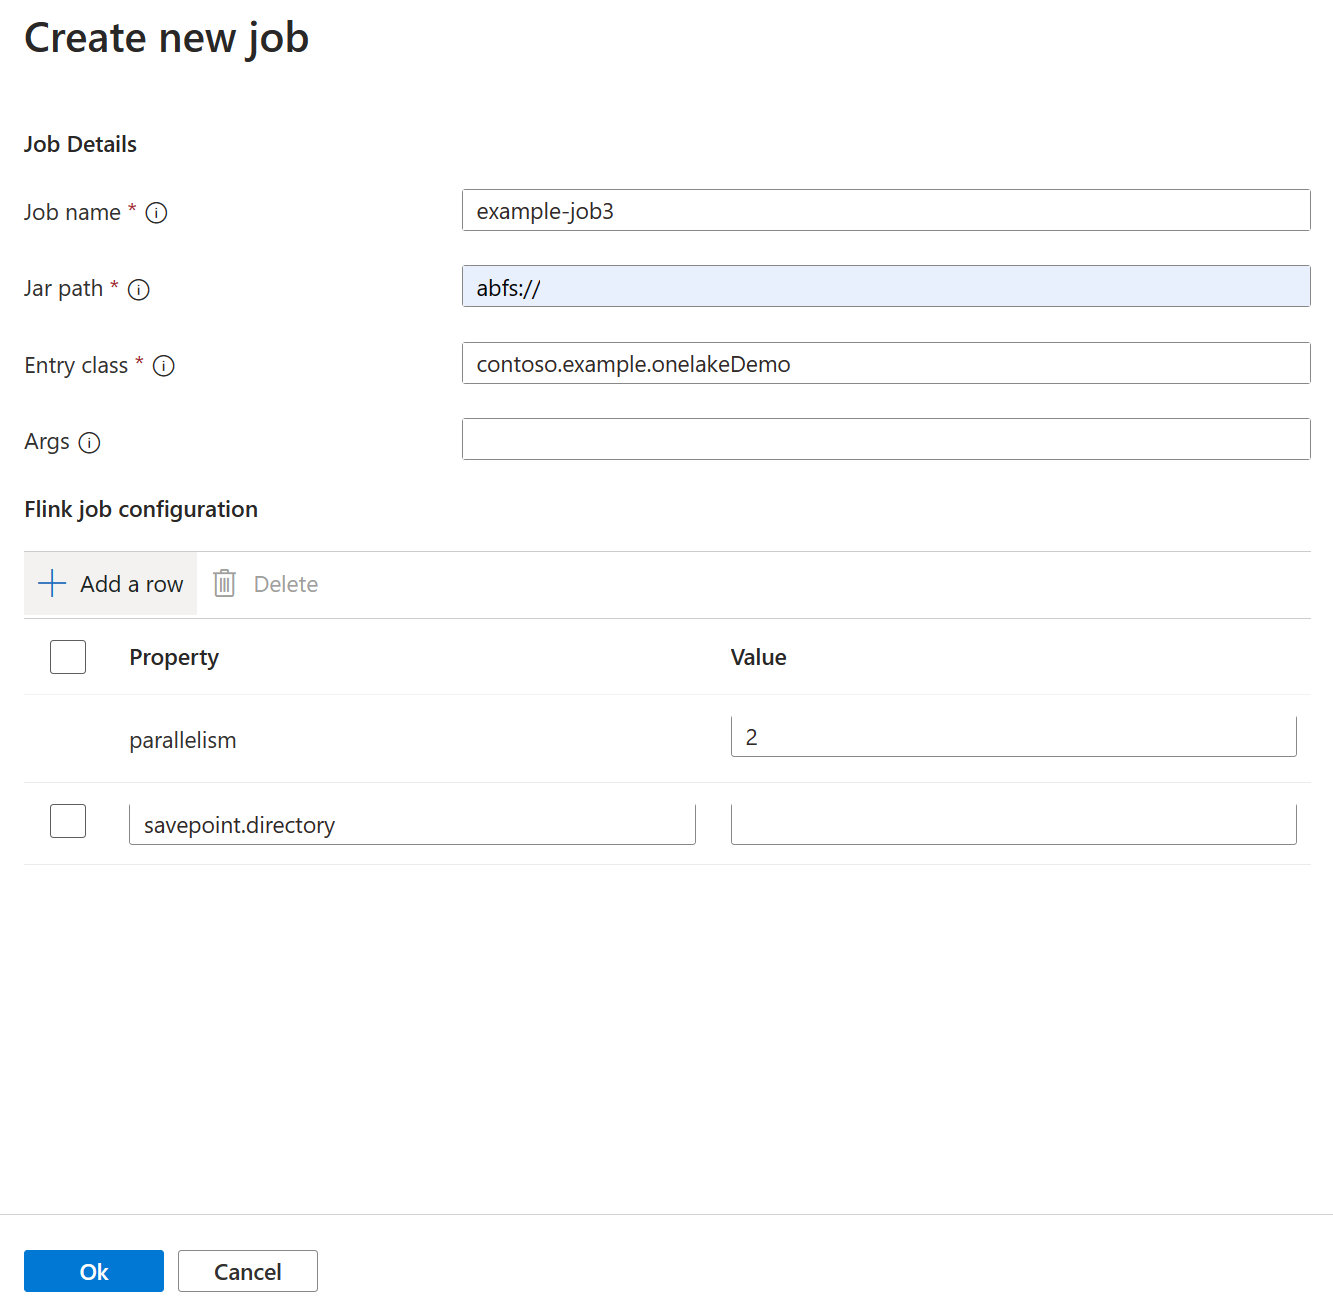 Create new job
Job Details
Job name *
example-job3
Jar path *
abfs://
Entry class *
contoso.example.onelakeDemo
Args
Flink job configuration
Add a row Delete
Property Value
parallelism 2
savepoint.directory
Ok Cancel